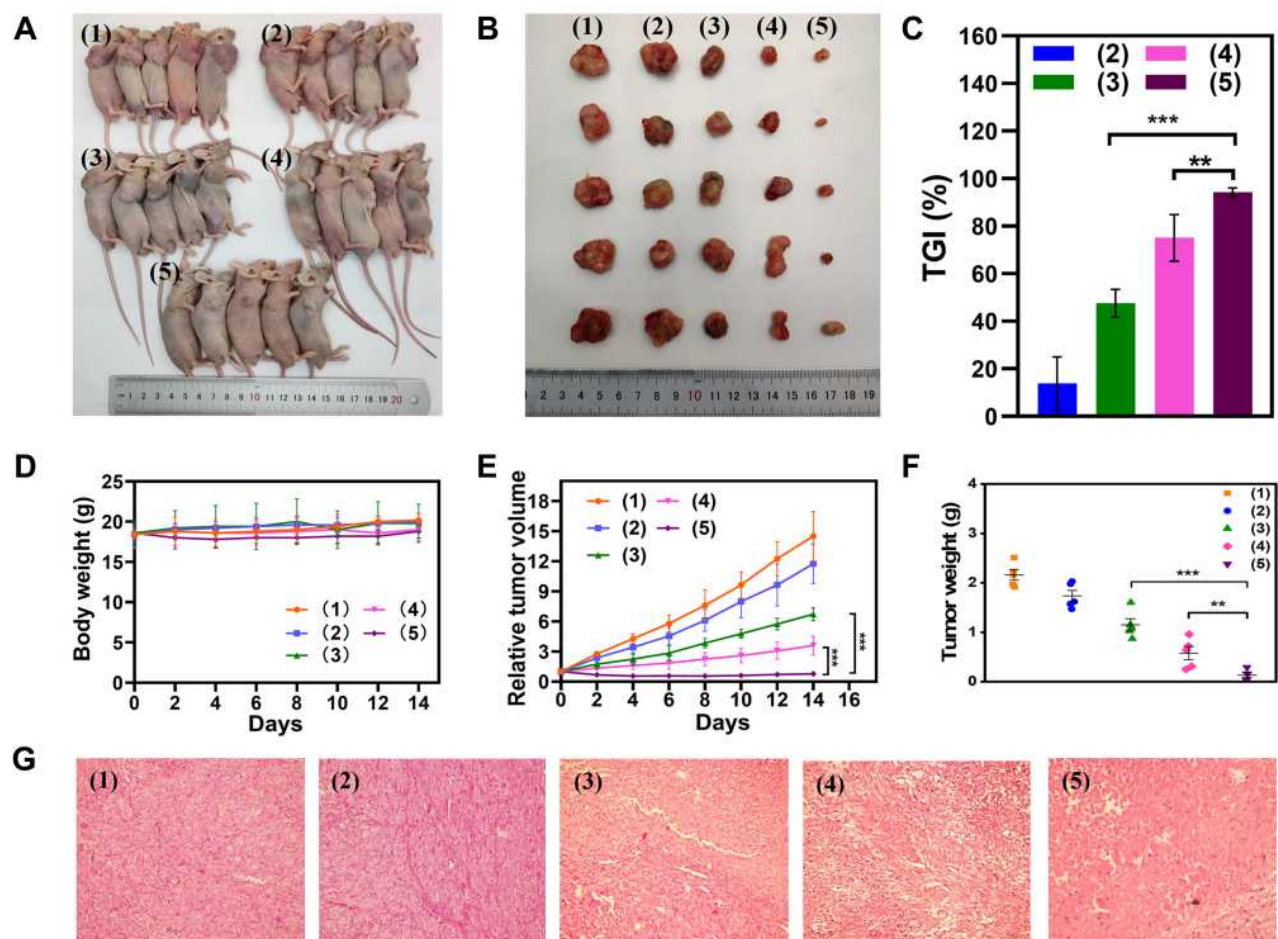 A
(1)
(2)
(3)
(4)
(5)
1 2 3 4 5 6 7 8 9 10 11 12 13 14 15 16 17 18 19 20
B
(1) (2) (3) (4) (5)
1 2 3 4 5 6 7 8 9 10 11 12 13 14 15 16 17 18 19
C
TGI (%)
160
140
120
100
80
60
40
20
0
(2) (4)
(3) (5)
***
**
D
Body weight (g)
25
20
15
10
5
0
(1) (4)
(2) (5)
(3)
0 2 4 6 8 10 12 14
Days
E
Relative tumor volume
18
15
12
9
6
3
0
(1) (4)
(2) (5)
(3)
***
***
0 2 4 6 8 10 12 14 16
Days
F
Tumor weight (g)
4
3
2
1
0
(1)
(2)
(3)
(4)
(5)
***
**
G
(1) (2) (3) (4) (5)